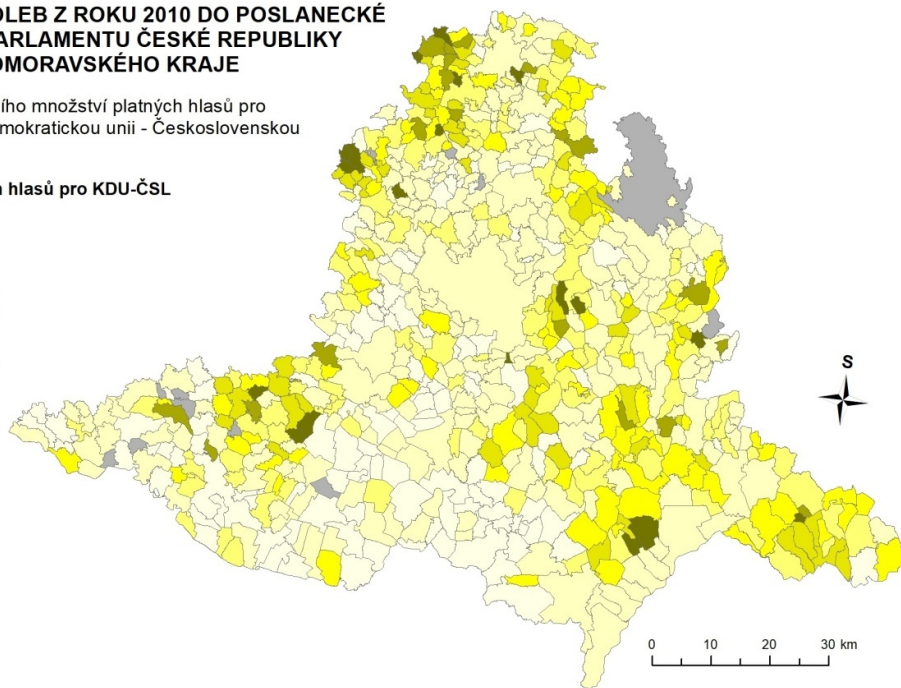 OLEB Z ROKU 2010 DO POSLANECKÉ
ARLAMENTU ČESKÉ REPUBLIKY
OMORAVSKÉHO KRAJE
ího množství platných hlasů pro
mokratickou unii - Československou
hlasů pro KDU-ČSL
S
0 10 20 30 km